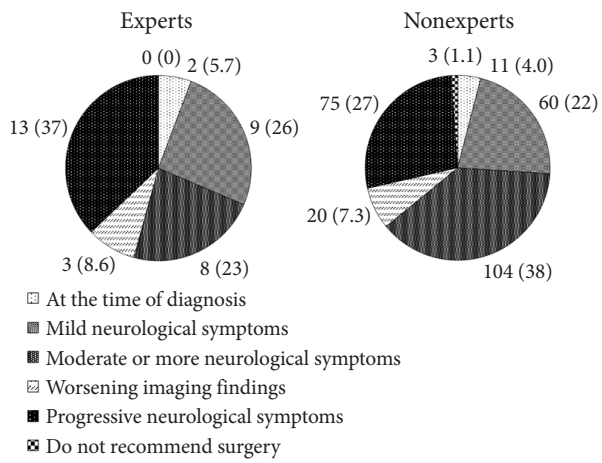 Experts
Nonexperts
0 (0)
2 (5.7)
9 (26)
8 (23)
3 (8.6)
13 (37)
3 (1.1)
11 (4.0)
60 (22)
104 (38)
20 (7.3)
75 (27)
At the time of diagnosis
Mild neurological symptoms
Moderate or more neurological symptoms
Worsening imaging findings
Progressive neurological symptoms
Do not recommend surgery